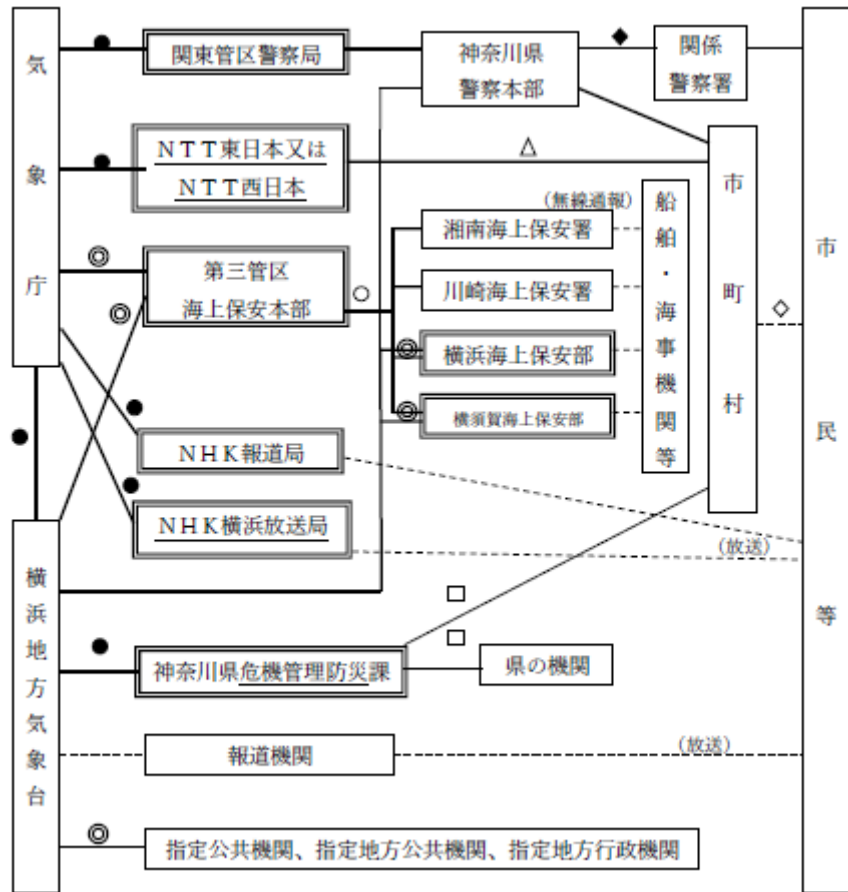 気象庁
関東管区警察局
神奈川県
警察本部
関係
警察署
ＮＴＴ東日本又は
ＮＴＴ西日本
市町村
市民等
(無線通報)
船舶・海事機関等
第三管区
海上保安本部
湘南海上保安署
川崎海上保安署
横浜海上保安部
横須賀海上保安部
ＮＨＫ報道局
ＮＨＫ横浜放送局
(放送)
横浜地方気象台
神奈川県危機管理防災課
県の機関
報道機関
(放送)
指定公共機関、指定地方公共機関、指定地方行政機関